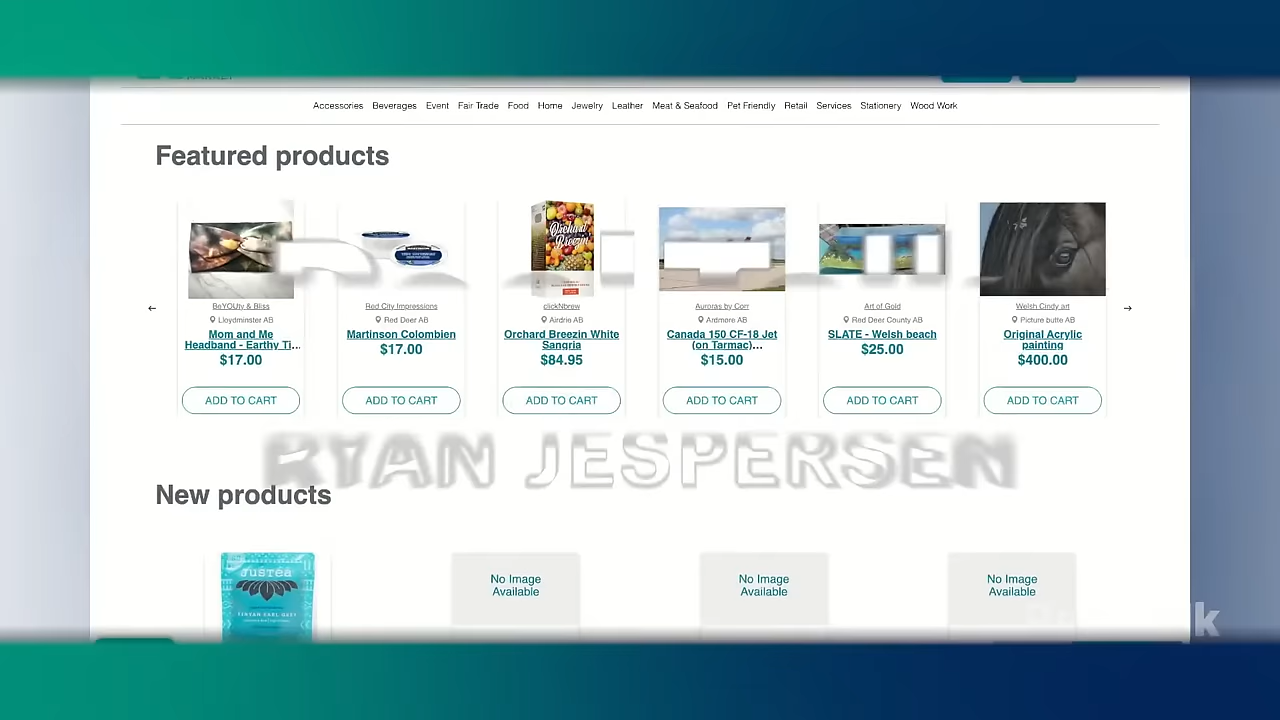 Accessories Beverages Event Fair Trade Food Home Jewelry Leather Meat & Seafood Pet Friendly Retail Services Stationery Wood Work
Featured products
Orchard Breezin'
BeYOUty & Bliss Red City Impressions clickNbrew Auroras by Corr Art of Gold Welsh Cindy art
Lloydminster AB Red Deer AB Airdrie AB Ardmore AB Red Deer County AB Picture butte AB
Mom and Me Martinson Colombien Orchard Breezin White Canada 150 CF-18 Jet SLATE - Welsh beach Original Acrylic
Headband - Earthy Ti... Sangria (on Tarmac)... painting
$17.00 $17.00 $84.95 $15.00 $25.00 $400.00
ADD TO CART ADD TO CART ADD TO CART ADD TO CART ADD TO CART ADD TO CART
RYAN JESPERSEN
New products
JUSTEA
No Image No Image No Image
Available Available Available